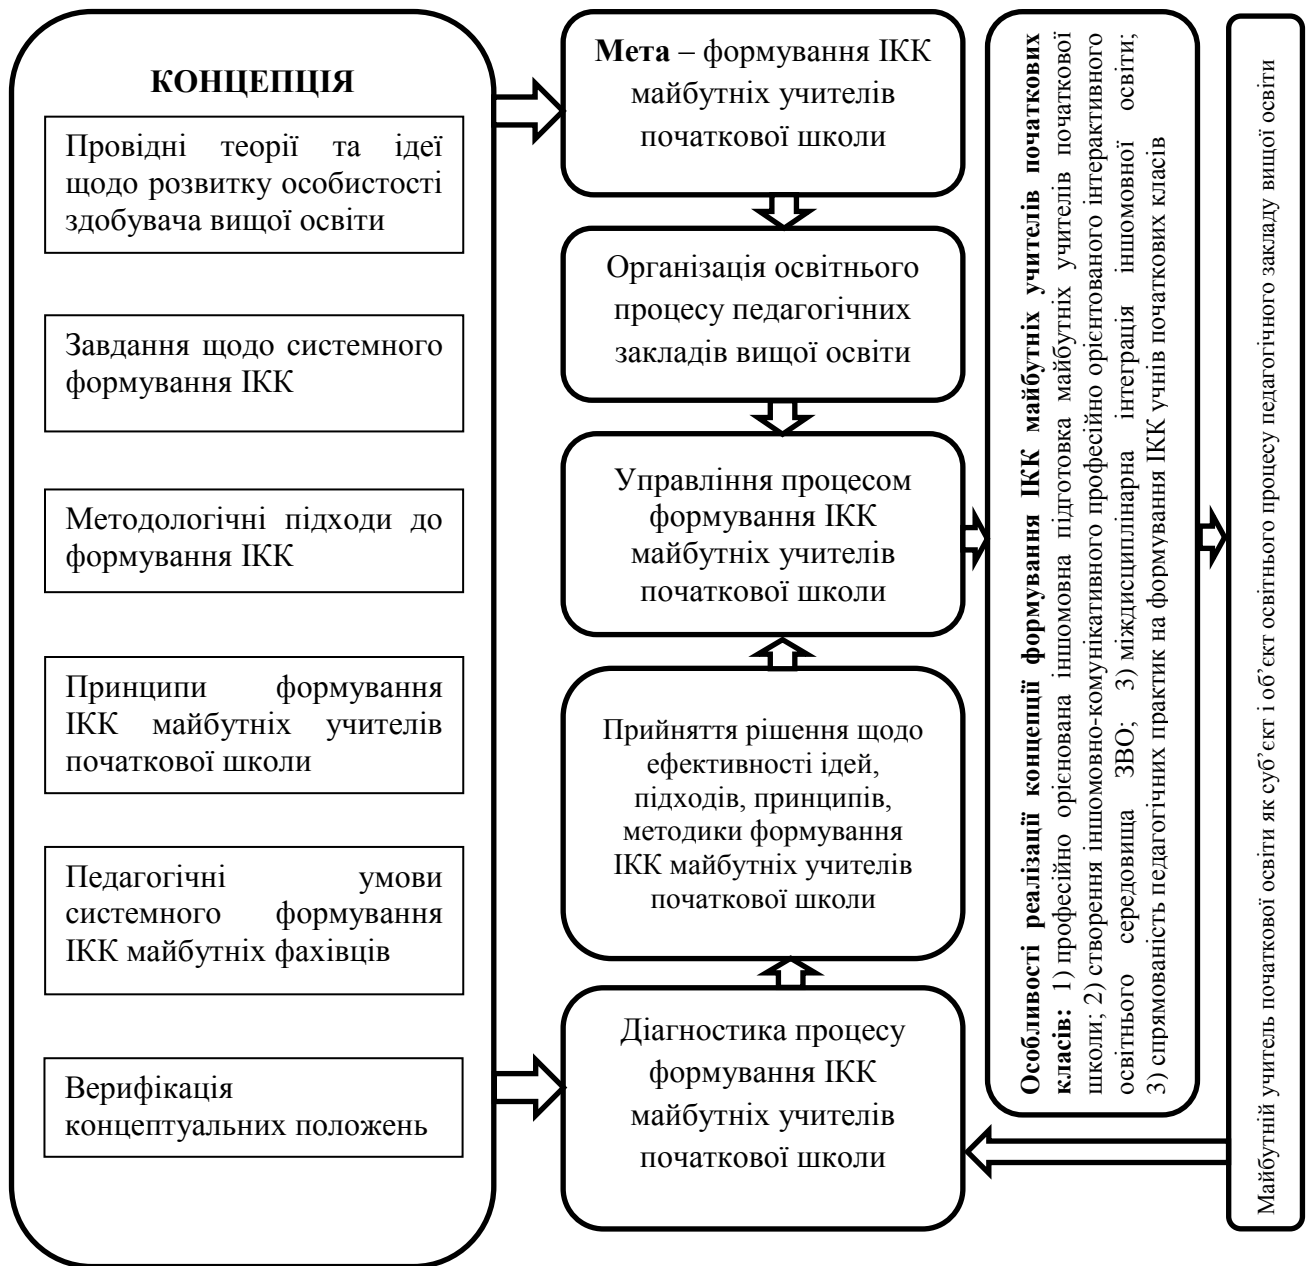 КОНЦЕПЦІЯ
Провідні теорії та ідеї
щодо розвитку особистості
здобувача вищої освіти
Завдання щодо системного
формування ІКК
Методологічні підходи до
формування ІКК
Принципи формування
ІКК майбутніх учителів
початкової школи
Педагогічні умови
системного формування
ІКК майбутніх фахівців
Верифікація
концептуальних положень
Мета – формування ІКК
майбутніх учителів
початкової школи
Організація освітнього
процесу педагогічних
закладів вищої освіти
Управління процесом
формування ІКК
майбутніх учителів
початкової школи
Прийняття рішення щодо
ефективності ідей,
підходів, принципів,
методики формування
ІКК майбутніх учителів
початкової школи
Діагностика процесу
формування ІКК
майбутніх учителів
початкової школи
Особливості реалізації концепції формування ІКК майбутніх учителів початкових
класів: 1) професійно орієнована іншомовна підготовка майбутніх учителів початкової
школи; 2) створення іншомовно-комунікативного професійно орієнтованого інтерактивного
освітнього середовища ЗВО; 3) міждисциплінарна інтеграція іншомовної освіти;
3) спрямованість педагогічних практик на формування ІКК учнів початкових класів
Майбутній учитель початкової освіти як суб’єкт і об’єкт освітнього процесу педагогічного закладу вищої освіти